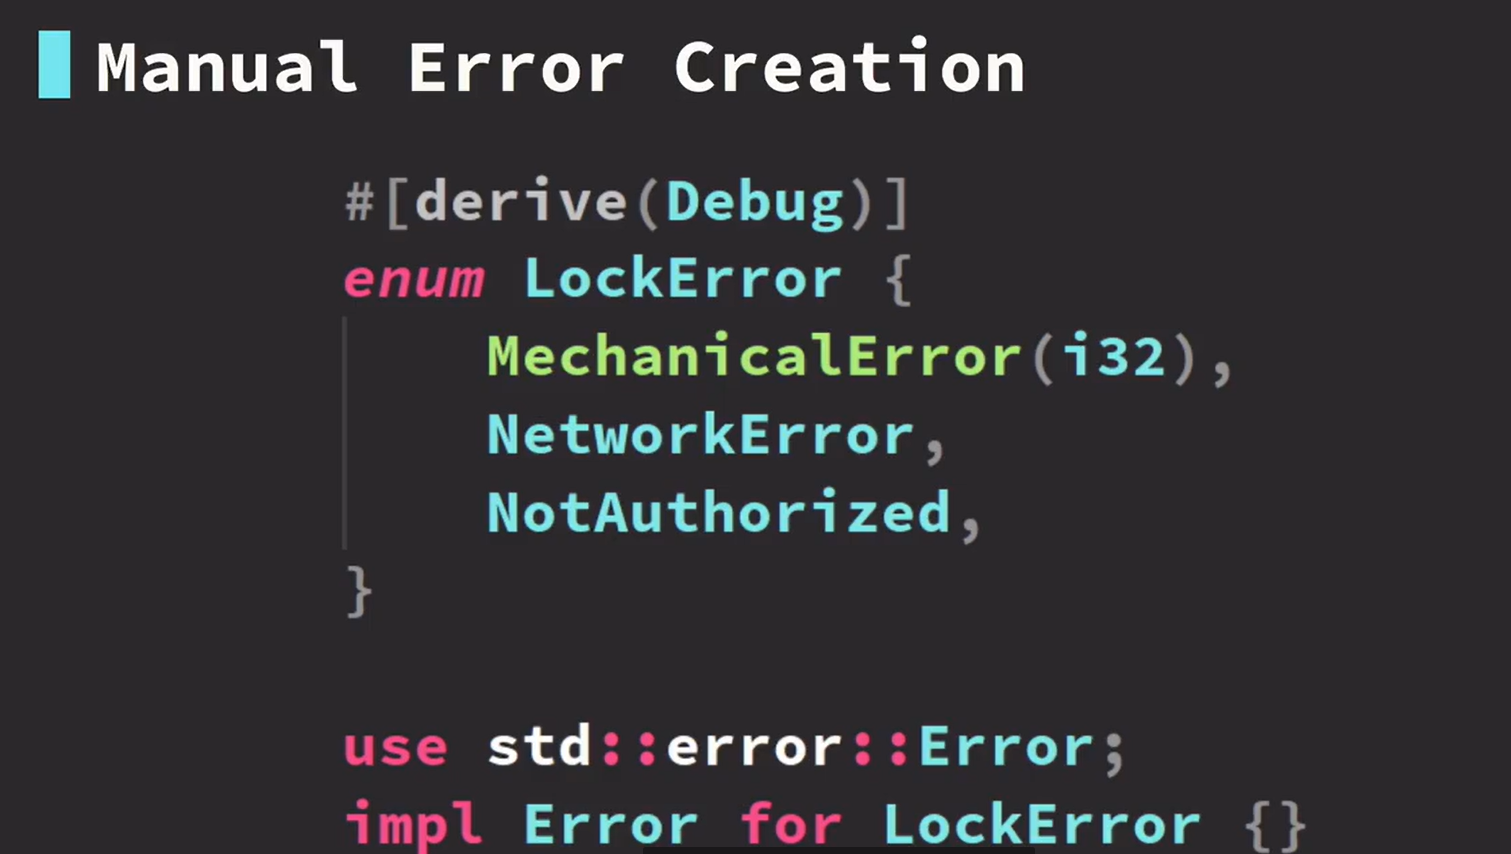 Manual Error Creation
#[derive(Debug)]
enum LockError {
    MechanicalError(i32),
    NetworkError,
    NotAuthorized,
}
use std::error::Error;
impl Error for LockError {}